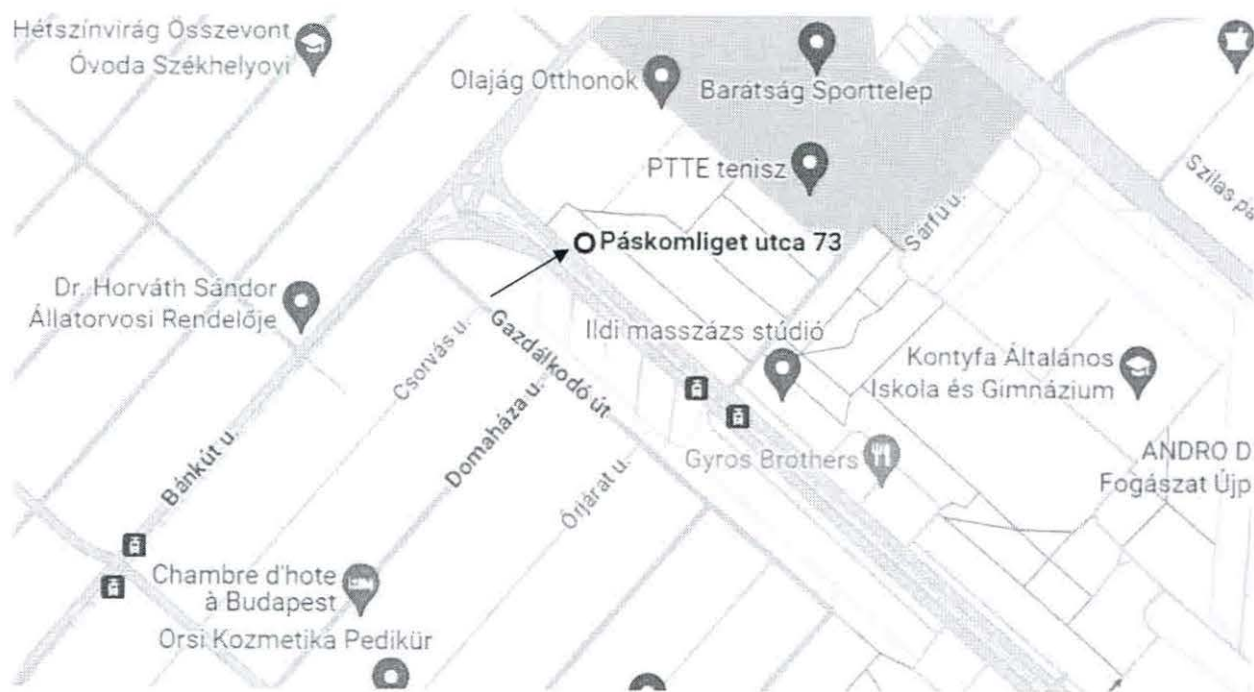 Hétszínvirág Összevont
Óvoda Székhelyovi
Olajág Otthonok
Barátság Sporttelep
PTTE tenisz
Szilas pa
Sárfű u.
Páskomliget utca 73
Dr. Horváth Sándor
Állatorvosi Rendelője
Ildi masszázs stúdió
Gazdálkodó út
Csorvás u.
Kontyfa Általános
Iskola és Gimnázium
Domaháza u.
Bánkút u.
Gyros Brothers
ANDRO D
Fogászat Újp
Őrjárat u.
Chambre d'hote
à Budapest
Orsi Kozmetika Pedikűr